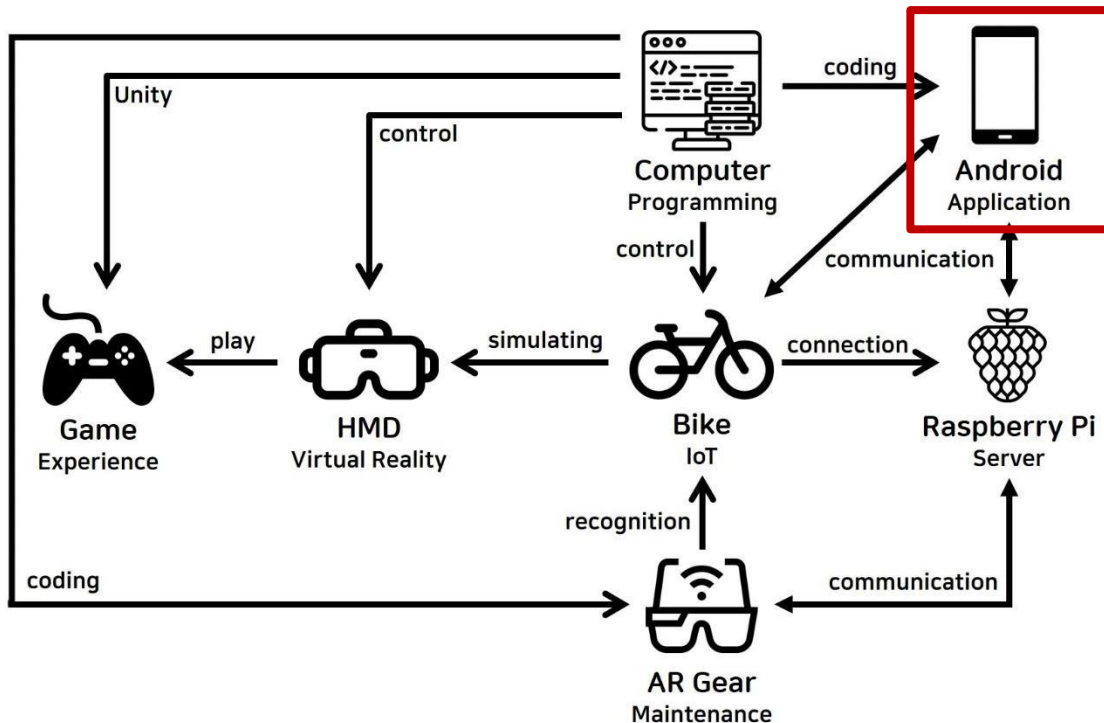 coding
Unity
control
Computer
Programming
Android
Application
control
communication
play
simulating
connection
Game
Experience
HMD
Virtual Reality
Bike
IoT
Raspberry Pi
Server
recognition
coding
communication
AR Gear
Maintenance